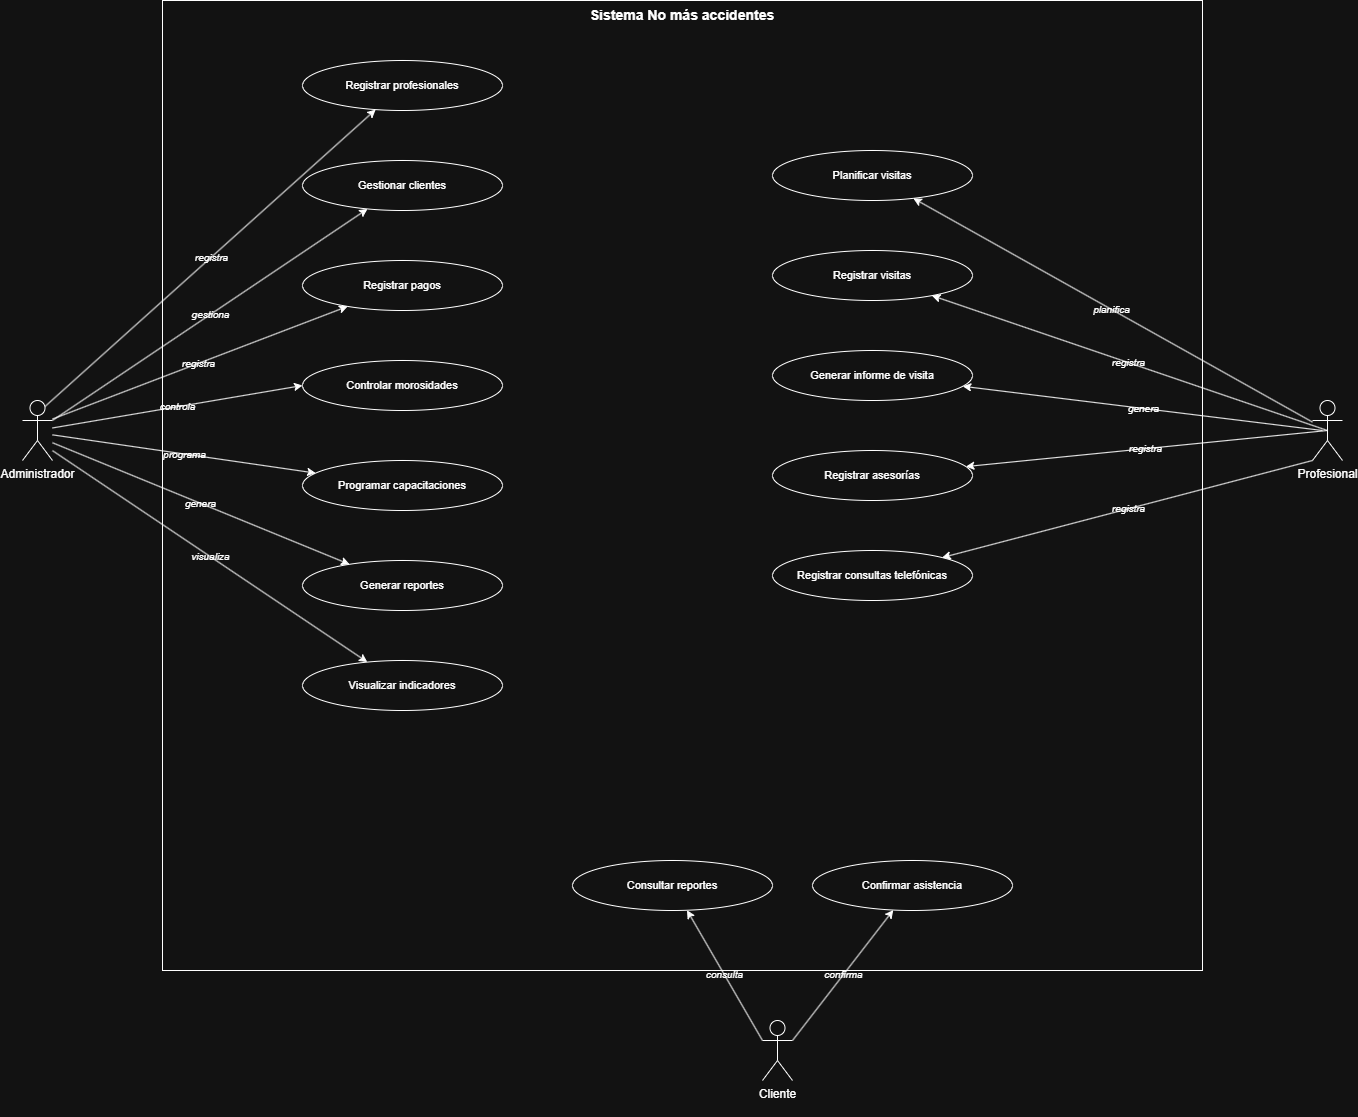 Sistema No más accidentes
Registrar profesionales
Gestionar clientes
Registrar pagos
Controlar morosidades
Programar capacitaciones
Generar reportes
Visualizar indicadores
registra
gestiona
registra
controla
programa
genera
visualiza
Administrador
Planificar visitas
Registrar visitas
Generar informe de visita
Registrar asesorías
Registrar consultas telefónicas
planifica
registra
genera
registra
registra
Profesional
Consultar reportes
Confirmar asistencia
consulta
confirma
Cliente